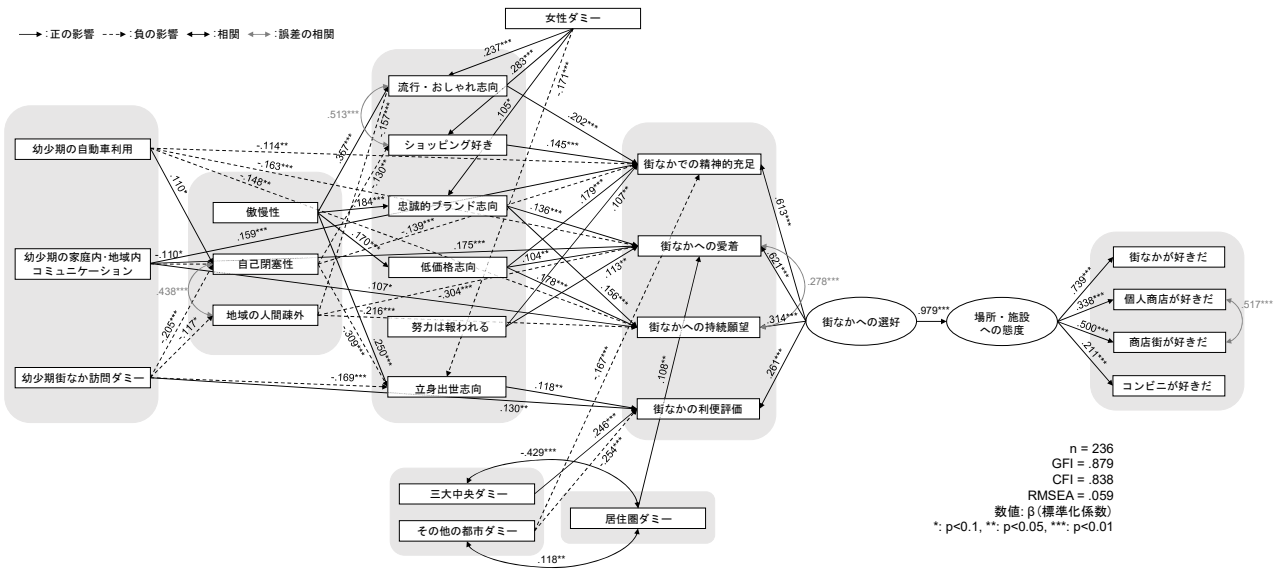 女性ダミー
:正の影響
:負の影響
:相関
:誤差の相関
.237***
.283***
-.171***
.105*
流行・おしゃれ志向
.513***
-.157***
.202***
ショッピング好き
.145***
幼少期の自動車利用
-.114**
.357***
-.130**
街なかでの精神的充足
-.163***
-.148**
.110*
.179***
.107*
傲慢性
.184***
忠誠的ブランド志向
.136***
.613***
.159***
.170***
.139***
.175***
街なかへの愛着
街なかが好きだ
幼少期の家庭内・地域内
コミュニケーション
-.110*
自己閉塞性
低価格志向
.104**
.113**
.621***
.278***
.739***
.438***
.107*
-.304***
.178***
.156***
個人商店が好きだ
.338***
.517***
地域の人間疎外
-.216***
努力は報われる
街なかへの持続願望
.314***
街なかへの選好
.979***
場所・施設
への態度
.500***
商店街が好きだ
-.205***
-.117*
-.309***
.250***
-.167***
.108**
.261***
.211***
コンビニが好きだ
幼少期街なか訪問ダミー
-.169***
立身出世志向
.118**
.130**
街なかの利便評価
.246***
-.254***
-.429***
三大中央ダミー
その他の都市ダミー
居住圏ダミー
.118**
n = 236
GFI = .879
CFI = .838
RMSEA = .059
数値: β(標準化係数)
*: p<0.1, **: p<0.05, ***: p<0.01